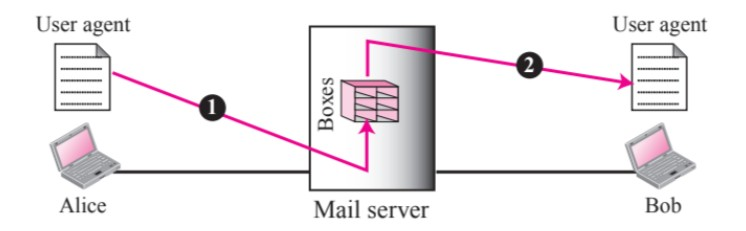 User agent
User agent
1
2
Boxes
Alice
Mail server
Bob